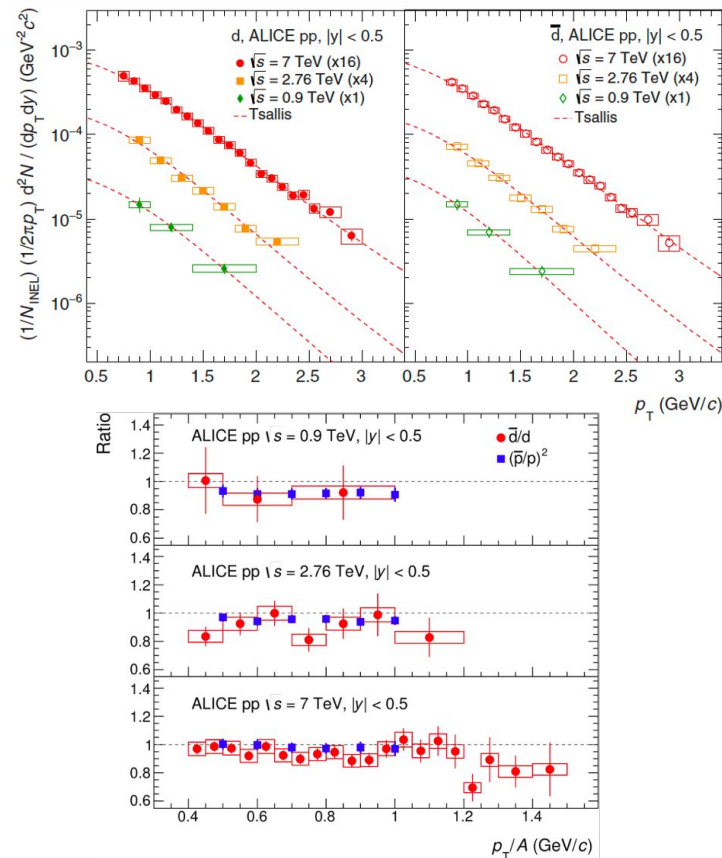 d, ALICE pp, |y| < 0.5
√s = 7 TeV (x16)
√s = 2.76 TeV (x4)
√s = 0.9 TeV (x1)
Tsallis
d̅, ALICE pp, |y| < 0.5
√s = 7 TeV (x16)
√s = 2.76 TeV (x4)
√s = 0.9 TeV (x1)
Tsallis
(1/N_INEL) (1/2πp_T) d²N / (dp_T dy) (GeV⁻²c²)
10⁻³
10⁻⁴
10⁻⁵
10⁻⁶
0.5 1 1.5 2 2.5 3
0.5 1 1.5 2 2.5 3
p_T (GeV/c)
Ratio
ALICE pp √s = 0.9 TeV, |y| < 0.5
d̅/d
(p̅/p)²
1.4
1.2
1
0.8
0.6
ALICE pp √s = 2.76 TeV, |y| < 0.5
1.4
1.2
1
0.8
0.6
ALICE pp √s = 7 TeV, |y| < 0.5
1.4
1.2
1
0.8
0.6
0.4 0.6 0.8 1 1.2 1.4
p_T/A (GeV/c)